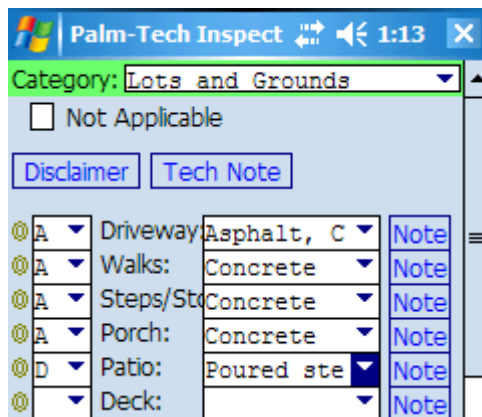 Palm-Tech Inspect 1:13
Category: Lots and Grounds
Not Applicable
Disclaimer Tech Note
A Driveway: Asphalt, C Note
A Walks: Concrete Note
A Steps/Sto Concrete Note
A Porch: Concrete Note
D Patio: Poured ste Note
Deck: Note